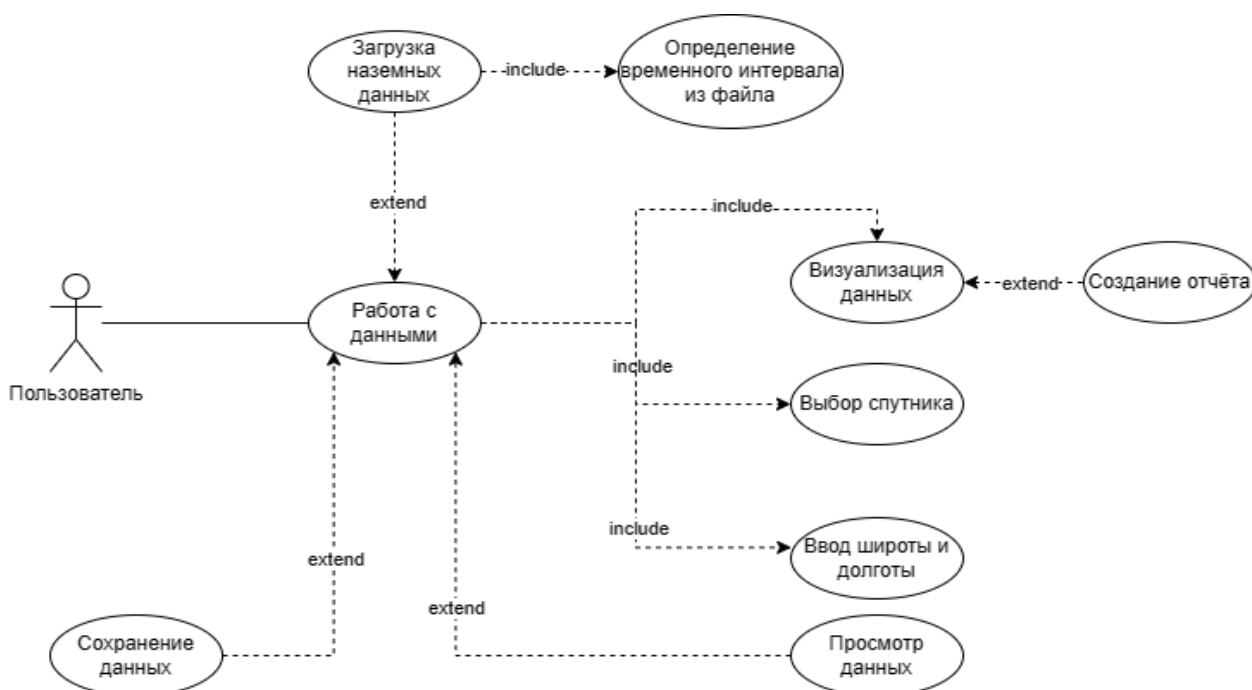 Загрузка
наземных
данных
include
Определение
временного интервала
из файла
extend
include
Визуализация
данных
extend
Создание отчёта
Работа с
данными
Пользователь
include
Выбор спутника
include
Ввод широты и
долготы
extend
extend
Сохранение
данных
Просмотр
данных